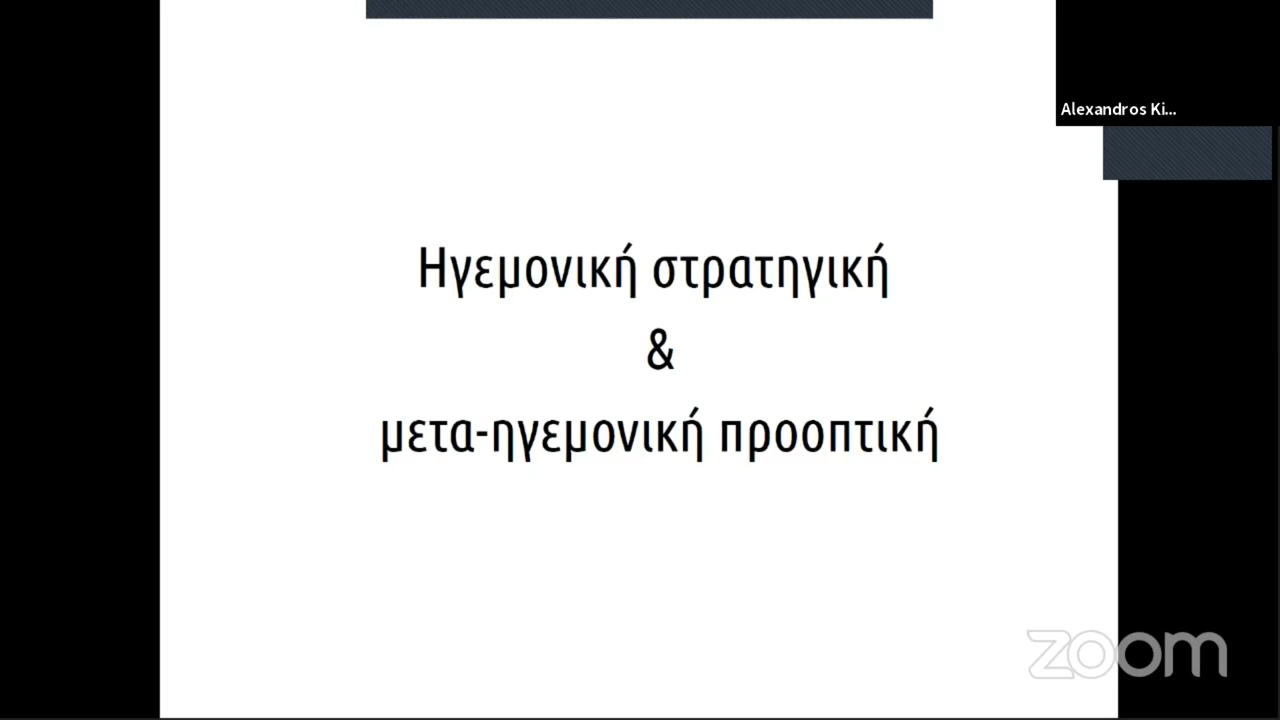 Alexandros Ki...
Ηγεμονική στρατηγική
&
μετα-ηγεμονική προοπτική
zoom